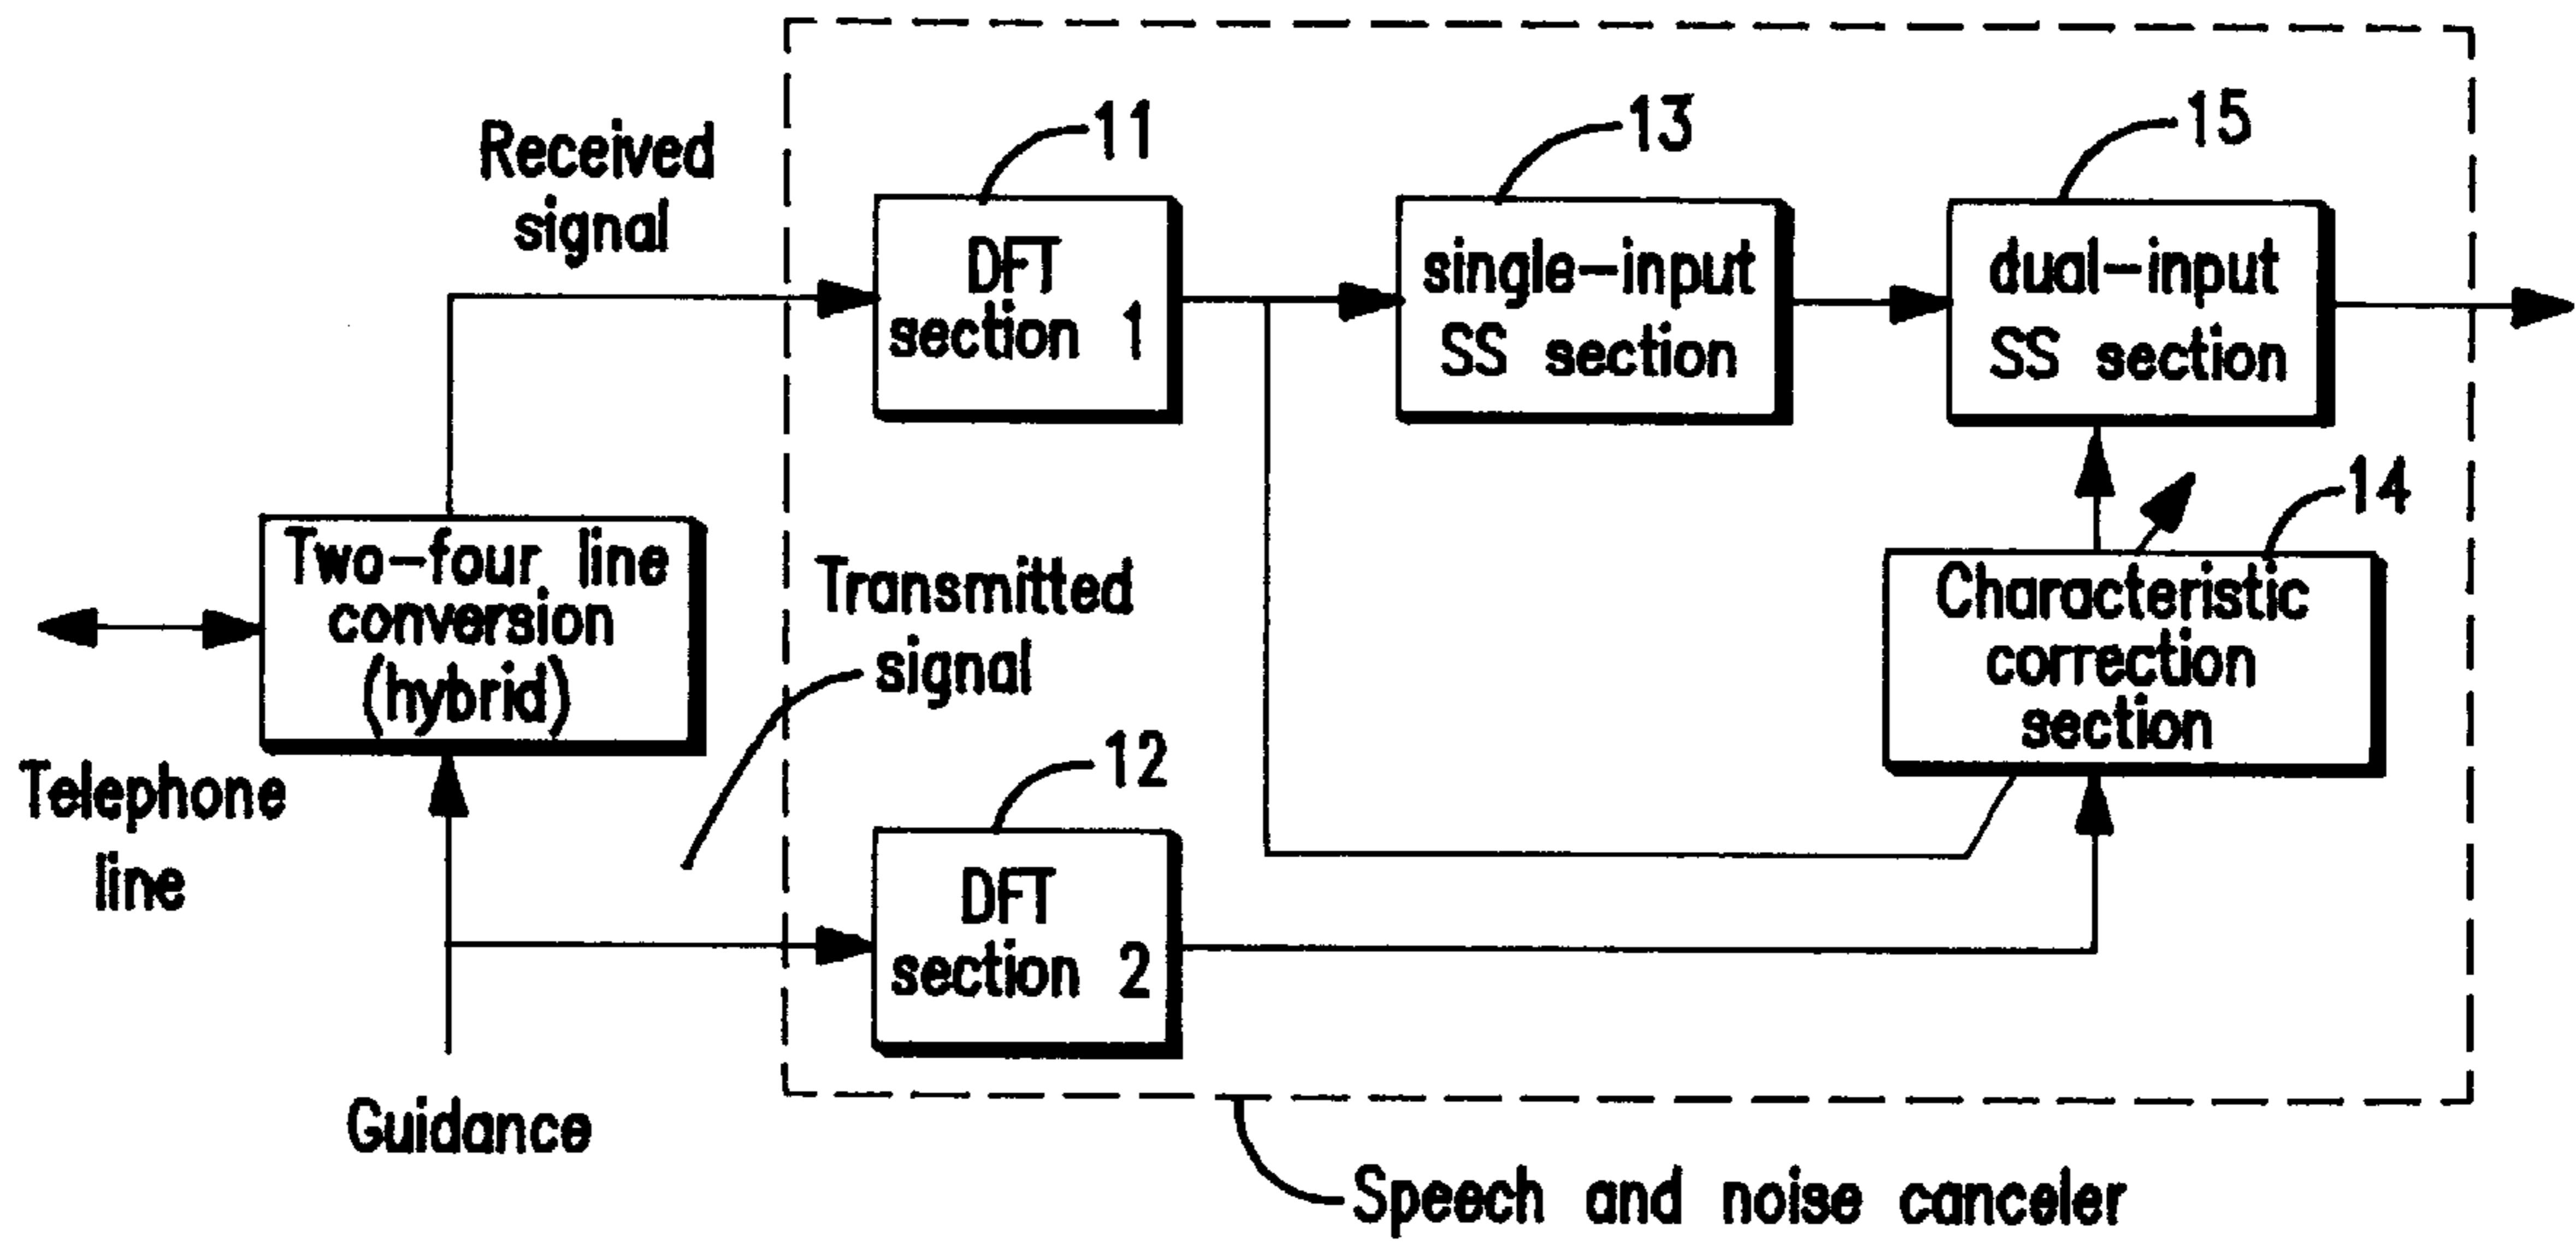 Received
signal
11
13
15
DFT
section 1
single-input
SS section
dual-input
SS section
14
Two-four line
conversion
(hybrid)
Transmitted
signal
Characteristic
correction
section
Telephone
line
12
DFT
section 2
Guidance
Speech and noise canceler